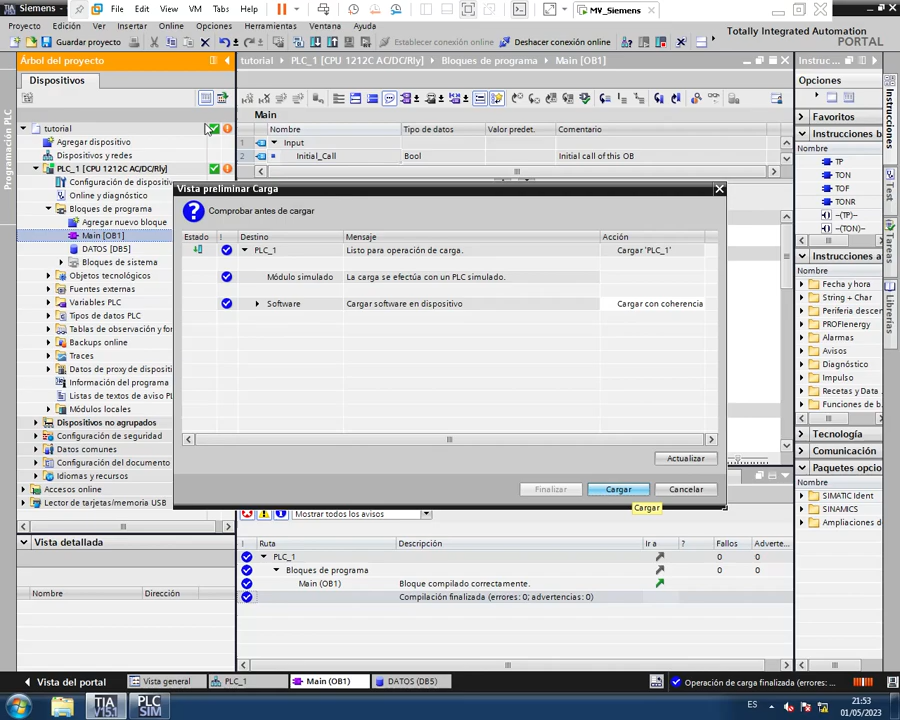 Siemens
File Edit View VM Tabs Help
MV_Siemens
Proyecto Edición Ver Insertar Online Opciones Herramientas Ventana Ayuda
Totally Integrated Automation
PORTAL
Guardar proyecto
Establecer conexión online
Deshacer conexión online
Programación PLC
Árbol del proyecto
Dispositivos
tutorial
Agregar dispositivo
Dispositivos y redes
PLC_1 [CPU 1212C AC/DC/Rly]
Configuración de dispositiv
Online y diagnóstico
Bloques de programa
Agregar nuevo bloque
Main [OB1]
DATOS [DB5]
Bloques de sistema
Objetos tecnológicos
Fuentes externas
Variables PLC
Tipos de datos PLC
Tablas de observación y for
Backups online
Traces
Datos de proxy de dispositi
Información del programa
Listas de textos de aviso PL
Módulos locales
Dispositivos no agrupados
Configuración de seguridad
Datos comunes
Configuración del documento
Idiomas y recursos
Accesos online
Lector de tarjetas/memoria USB
Vista detallada
Nombre Dirección
tutorial PLC_1 [CPU 1212C AC/DC/Rly] Bloques de programa Main [OB1]
Main
Nombre Tipo de datos Valor predet. Comentario
1 Input
2 Initial_Call Bool Initial call of this OB
Vista preliminar Carga
Comprobar antes de cargar
Estado ! Destino Mensaje Acción
PLC_1 Listo para operación de carga. Cargar 'PLC_1'
Módulo simulado La carga se efectúa con un PLC simulado.
Software Cargar software en dispositivo Cargar con coherencia
Actualizar
Finalizar Cargar Cancelar
Cargar
Mostrar todos los avisos
! Ruta Descripción Ir a ? Fallos Adverte...
PLC_1 0 0
Bloques de programa 0 0
Main (OB1) Bloque compilado correctamente.
Compilación finalizada (errores: 0; advertencias: 0)
Instruc...
Opciones
Favoritos
Instrucciones b
Nombre
TP
TON
TOF
TONR
–(TP)–
–(TON)–
Instrucciones a
Nombre
Fecha y hora
String + Char
Periferia descer
PROFIenergy
Alarmas
Avisos
Diagnóstico
Impulso
Recetas y Data
Funciones de b
Tecnología
Comunicación
Paquetes opcio
Nombre
SIMATIC Ident
SINAMICS
Ampliaciones d
Instrucciones
Test
Tareas
Librerías
Vista del portal
Vista general
PLC_1
Main (OB1)
DATOS (DB5)
Operación de carga finalizada (errores:...
TIA V15.1
PLC SIM
ES
21:53
01/05/2023